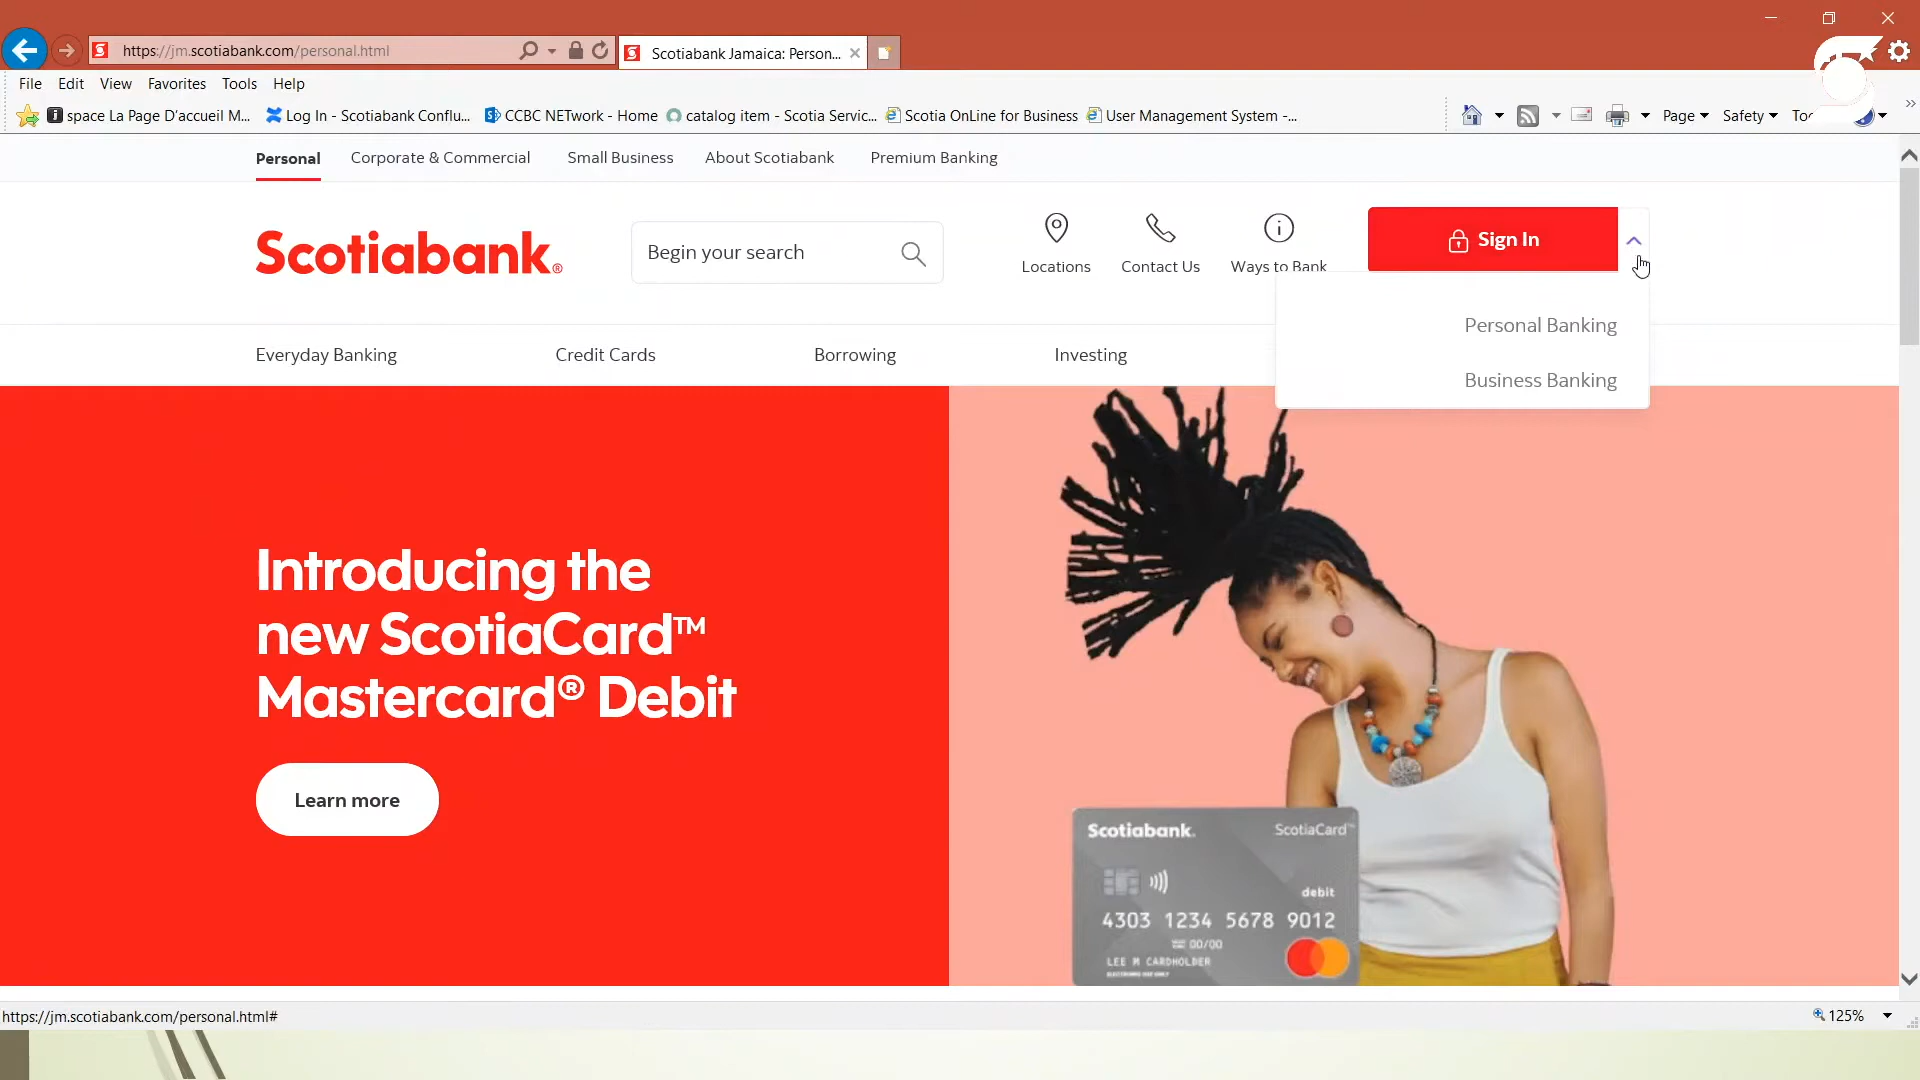 https://jm.scotiabank.com/personal.html
Scotiabank Jamaica: Person...
File Edit View Favorites Tools Help
space La Page D'accueil M... Log In - Scotiabank Conflu... CCBC NETwork - Home catalog item - Scotia Servic... Scotia OnLine for Business User Management System -...
Page Safety
Personal Corporate & Commercial Small Business About Scotiabank Premium Banking
Scotiabank®
Begin your search
Locations Contact Us Ways to Bank
Sign In
Personal Banking
Business Banking
Everyday Banking Credit Cards Borrowing Investing
Introducing the
new ScotiaCard™
Mastercard® Debit
Learn more
Scotiabank. ScotiaCard™
debit
4303 1234 5678 9012
00/00
LEE M CARDHOLDER
https://jm.scotiabank.com/personal.html#
125%